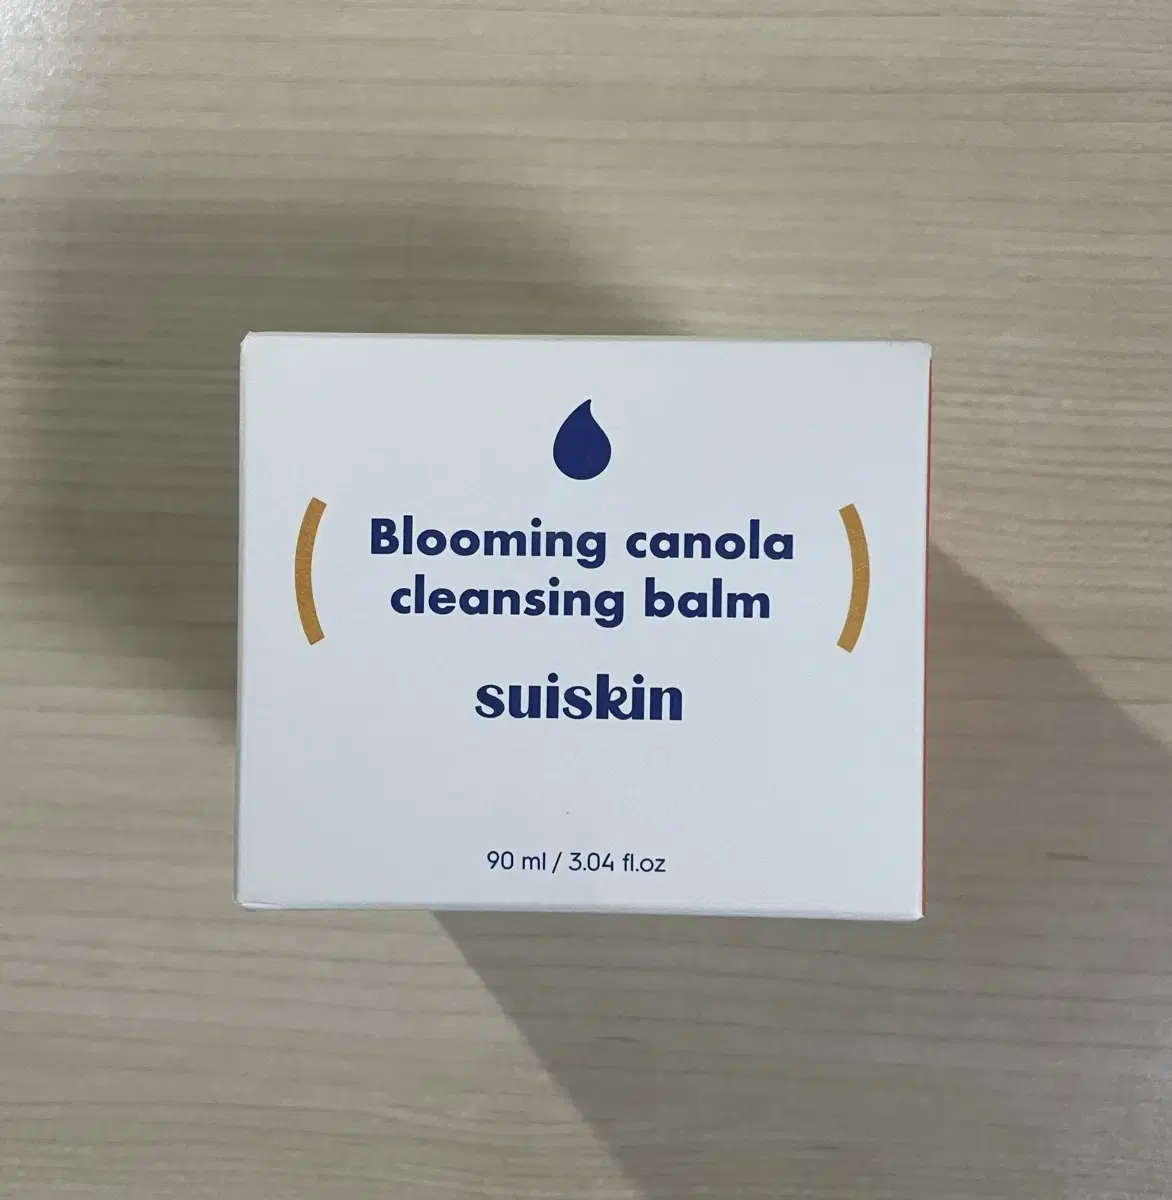 Blooming canola
cleansing balm
suiskin
90 ml / 3.04 fl.oz